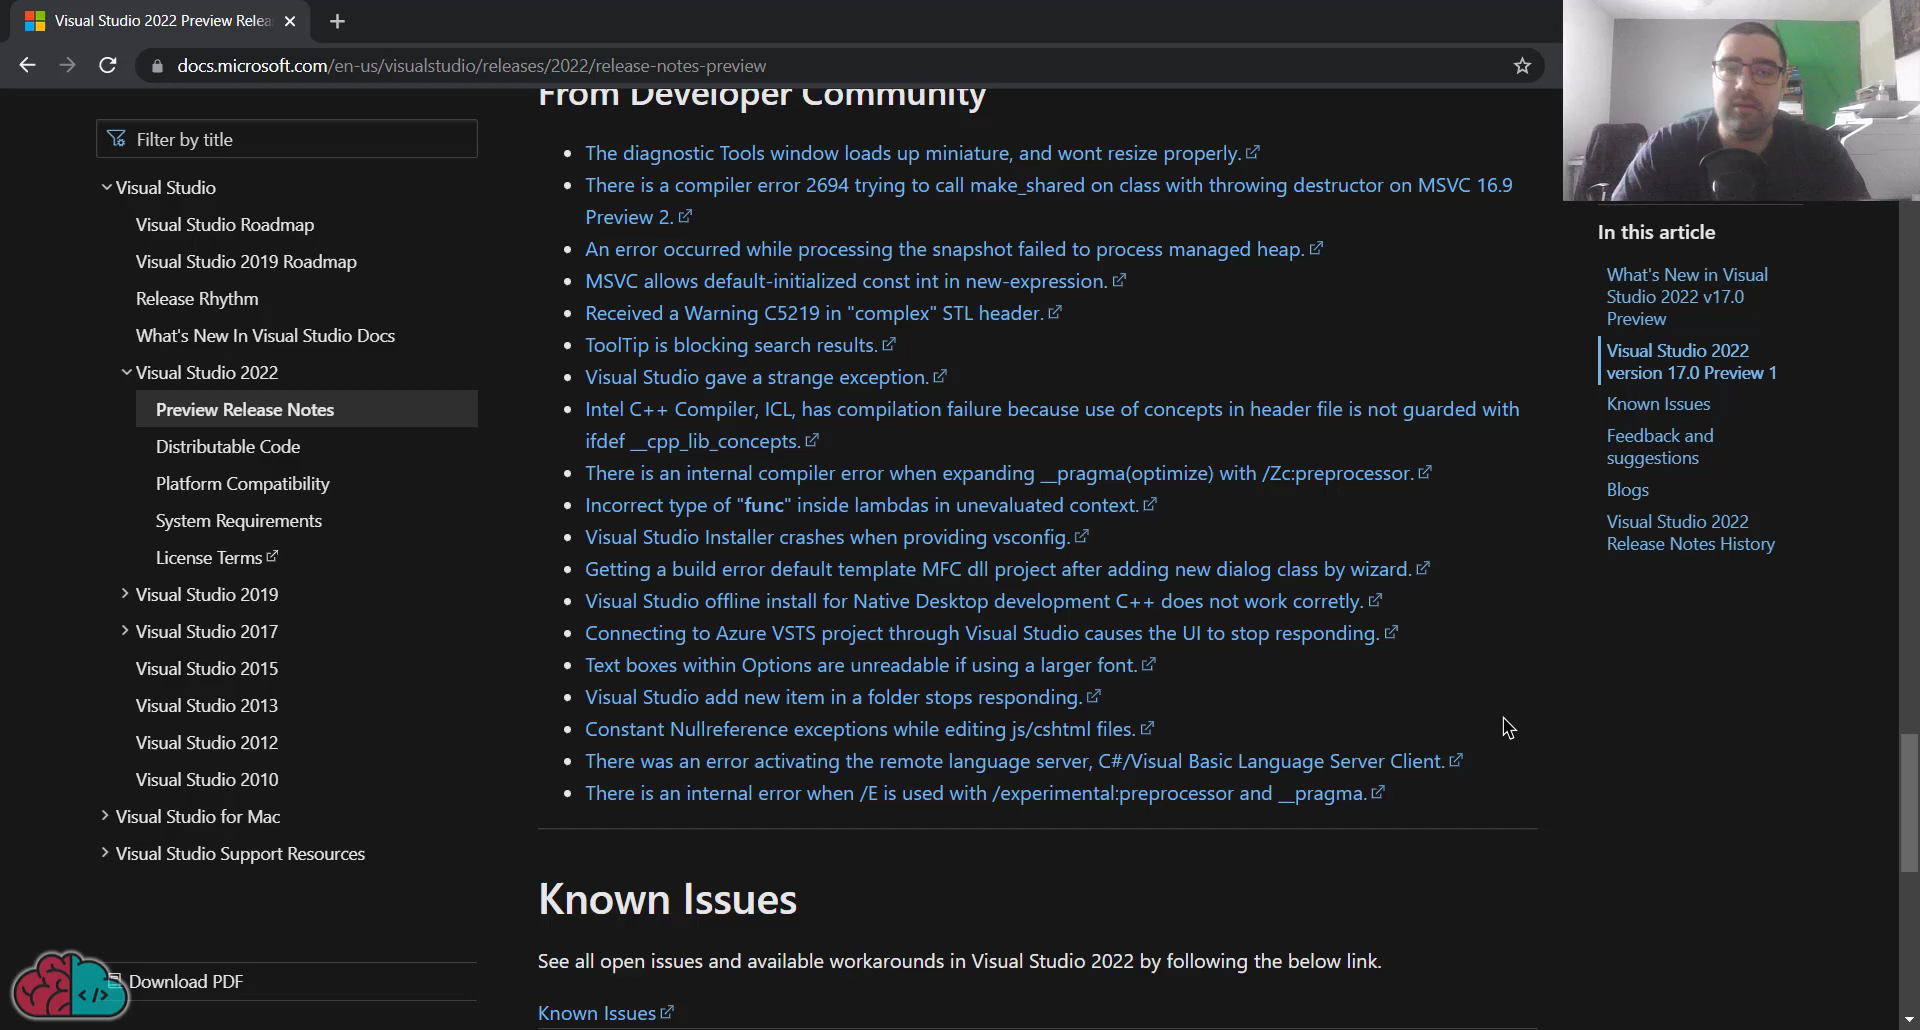 Visual Studio 2022 Preview Relea
docs.microsoft.com/en-us/visualstudio/releases/2022/release-notes-preview
Filter by title
Visual Studio
Visual Studio Roadmap
Visual Studio 2019 Roadmap
Release Rhythm
What's New In Visual Studio Docs
Visual Studio 2022
Preview Release Notes
Distributable Code
Platform Compatibility
System Requirements
License Terms
Visual Studio 2019
Visual Studio 2017
Visual Studio 2015
Visual Studio 2013
Visual Studio 2012
Visual Studio 2010
Visual Studio for Mac
Visual Studio Support Resources
Download PDF
</>
From Developer Community
The diagnostic Tools window loads up miniature, and wont resize properly.
There is a compiler error 2694 trying to call make_shared on class with throwing destructor on MSVC 16.9
Preview 2.
An error occurred while processing the snapshot failed to process managed heap.
MSVC allows default-initialized const int in new-expression.
Received a Warning C5219 in "complex" STL header.
ToolTip is blocking search results.
Visual Studio gave a strange exception.
Intel C++ Compiler, ICL, has compilation failure because use of concepts in header file is not guarded with
ifdef __cpp_lib_concepts.
There is an internal compiler error when expanding __pragma(optimize) with /Zc:preprocessor.
Incorrect type of "func" inside lambdas in unevaluated context.
Visual Studio Installer crashes when providing vsconfig.
Getting a build error default template MFC dll project after adding new dialog class by wizard.
Visual Studio offline install for Native Desktop development C++ does not work corretly.
Connecting to Azure VSTS project through Visual Studio causes the UI to stop responding.
Text boxes within Options are unreadable if using a larger font.
Visual Studio add new item in a folder stops responding.
Constant Nullreference exceptions while editing js/cshtml files.
There was an error activating the remote language server, C#/Visual Basic Language Server Client.
There is an internal error when /E is used with /experimental:preprocessor and __pragma.
Known Issues
See all open issues and available workarounds in Visual Studio 2022 by following the below link.
Known Issues
In this article
What's New in Visual
Studio 2022 v17.0
Preview
Visual Studio 2022
version 17.0 Preview 1
Known Issues
Feedback and
suggestions
Blogs
Visual Studio 2022
Release Notes History